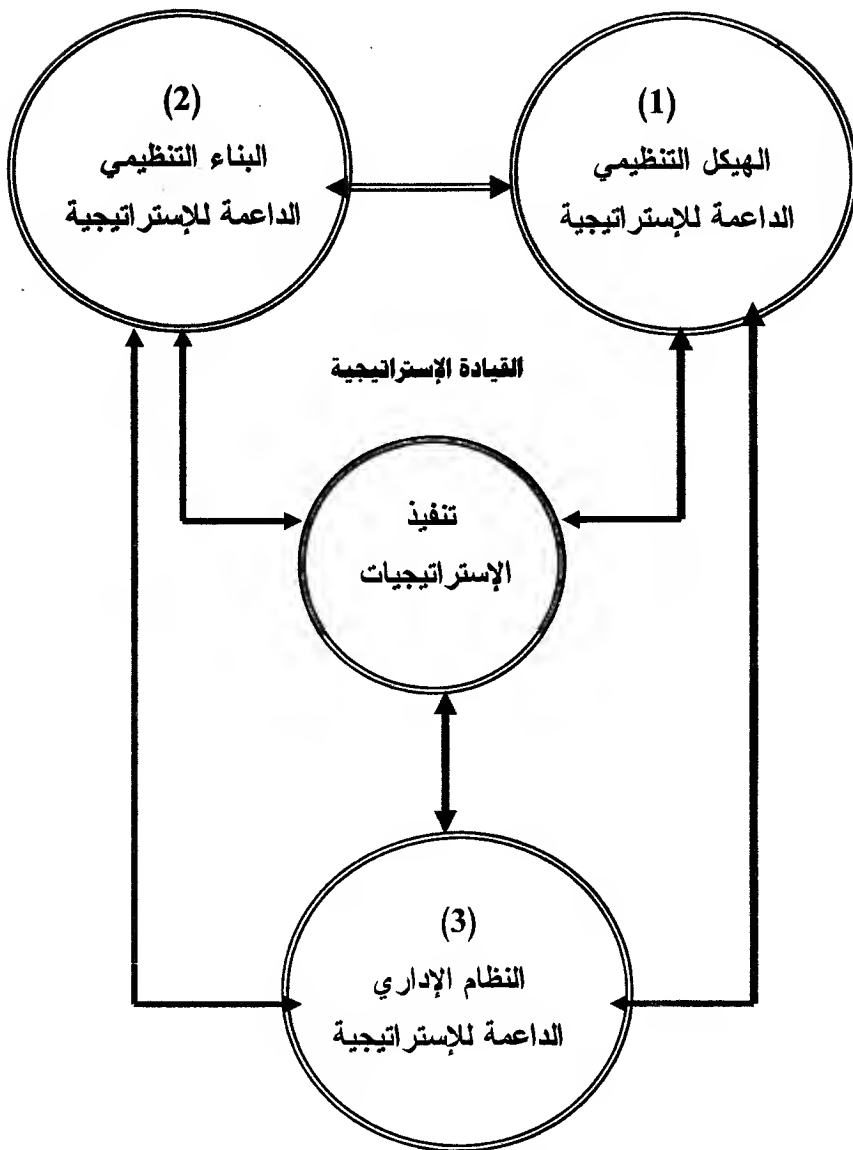 (1)
الهيكل التنظيمي
الداعمة للإستراتيجية
(2)
البناء التنظيمي
الداعمة للإستراتيجية
القيادة الإستراتيجية
تنفيذ
الإستراتيجيات
(3)
النظام الإداري
الداعمة للإستراتيجية